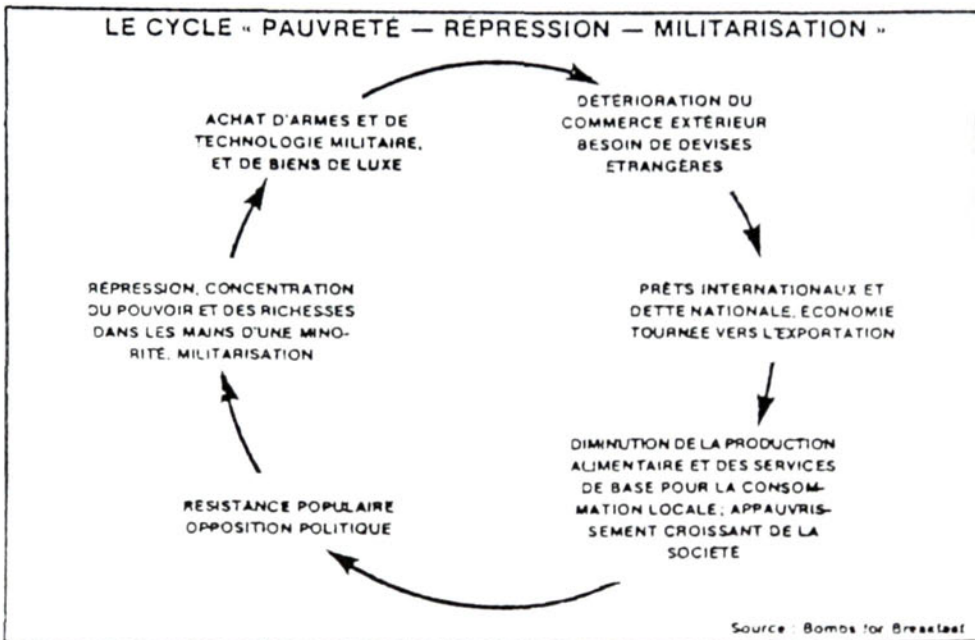 LE CYCLE « PAUVRETÉ — RÉPRESSION — MILITARISATION »
ACHAT D'ARMES ET DE
TECHNOLOGIE MILITAIRE,
ET DE BIENS DE LUXE
DÉTÉRIORATION DU
COMMERCE EXTÉRIEUR
BESOIN DE DEVISES
ÉTRANGÈRES
PRÊTS INTERNATIONAUX ET
DETTE NATIONALE, ÉCONOMIE
TOURNÉE VERS L'EXPORTATION
DIMINUTION DE LA PRODUCTION
ALIMENTAIRE ET DES SERVICES
DE BASE POUR LA CONSOM-
MATION LOCALE; APPAUVRIS-
SEMENT CROISSANT DE LA
SOCIÉTÉ
RÉSISTANCE POPULAIRE
OPPOSITION POLITIQUE
RÉPRESSION, CONCENTRATION
DU POUVOIR ET DES RICHESSES
DANS LES MAINS D'UNE MINO-
RITÉ, MILITARISATION
Source : Bombs for Breakfast